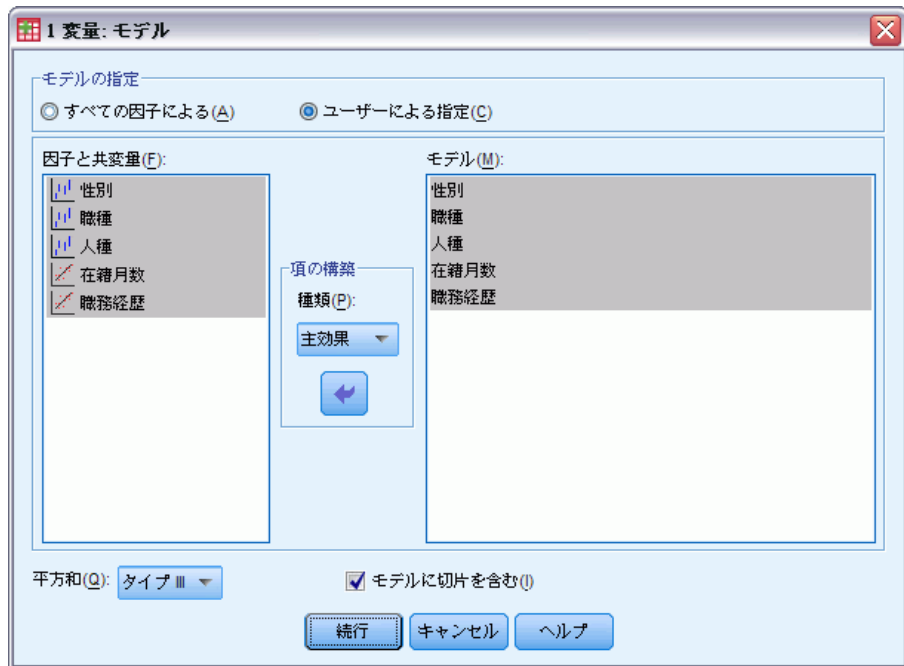 1 変量: モデル
モデルの指定
すべての因子による(A)
ユーザーによる指定(C)
因子と共変量(F):
性別
職種
人種
在籍月数
職務経歴
項の構築
種類(P):
主効果
モデル(M):
性別
職種
人種
在籍月数
職務経歴
平方和(Q):
タイプ III
モデルに切片を含む(I)
続行
キャンセル
ヘルプ